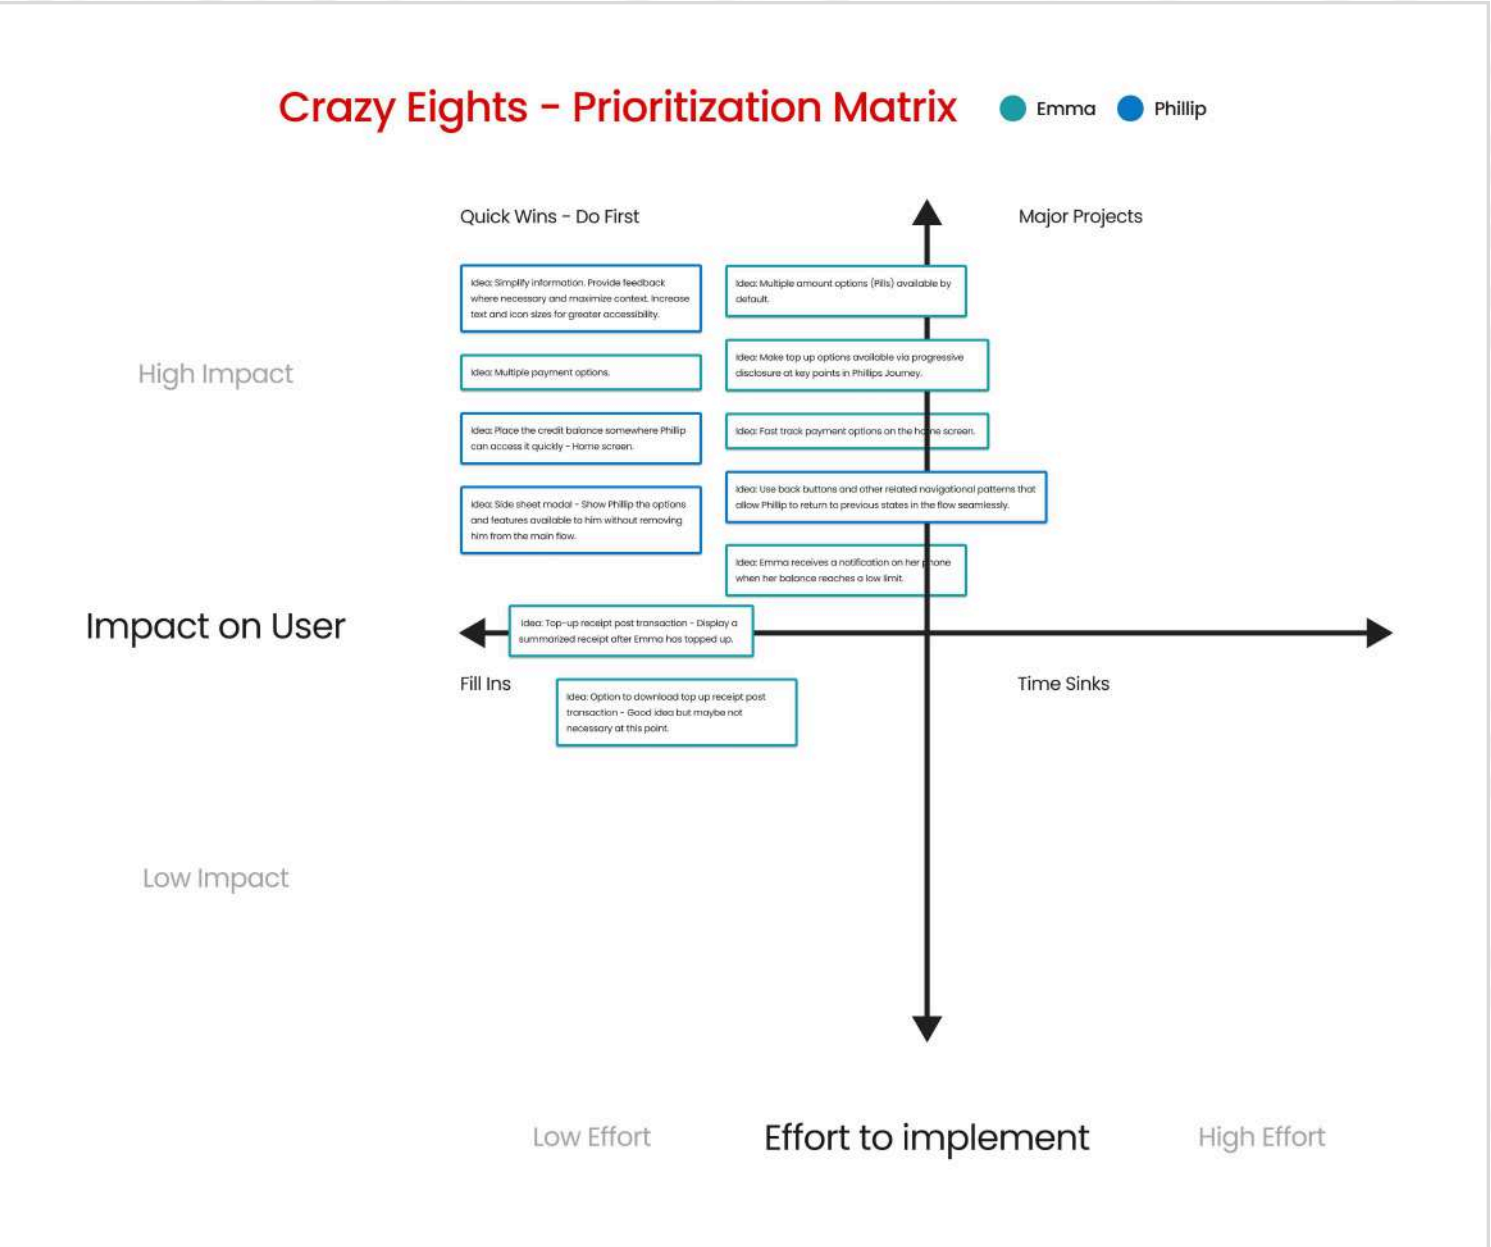 Crazy Eights - Prioritization Matrix
Emma
Phillip
Quick Wins - Do First
Major Projects
Idea: Simplify information. Provide feedback
where necessary and maximize context. Increase
text and icon sizes for greater accessibility.
Idea: Multiple payment options.
Idea: Place the credit balance somewhere Phillip
can access it quickly - Home screen.
Idea: Side sheet modal - Show Phillip the options
and features available to him without removing
him from the main flow.
Idea: Multiple amount options (Pills) available by
default.
Idea: Make top up options available via progressive
disclosure at key points in Phillips Journey.
Idea: Fast track payment options on the home screen.
Idea: Use back buttons and other related navigational patterns that
allow Phillip to return to previous states in the flow seamlessly.
Idea: Emma receives a notification on her phone
when her balance reaches a low limit.
High Impact
Impact on User
Idea: Top-up receipt post transaction - Display a
summarized receipt after Emma has topped up.
Fill Ins
Time Sinks
Idea: Option to download top up receipt post
transaction - Good idea but maybe not
necessary at this point.
Low Impact
Low Effort
Effort to implement
High Effort